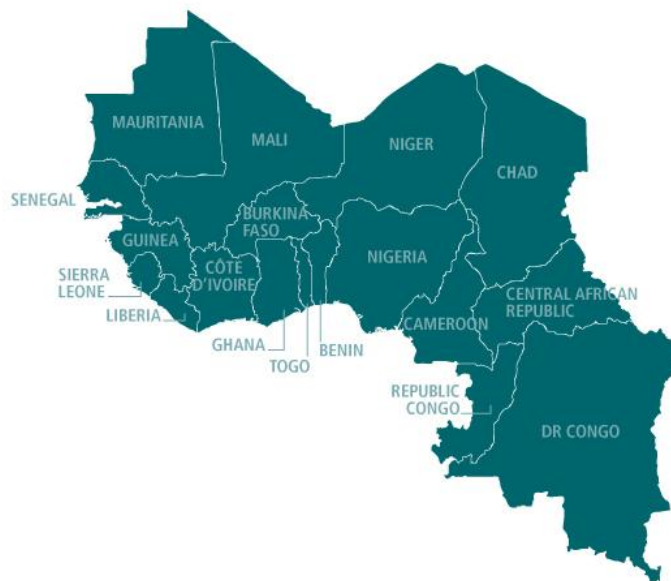 MAURITANIA
MALI
NIGER
CHAD
SENEGAL
BURKINA
FASO
GUINEA
CÔTE
D'IVOIRE
NIGERIA
SIERRA
LEONE
LIBERIA
CENTRAL AFRICAN
REPUBLIC
CAMEROON
GHANA
TOGO
BENIN
REPUBLIC
CONGO
DR CONGO